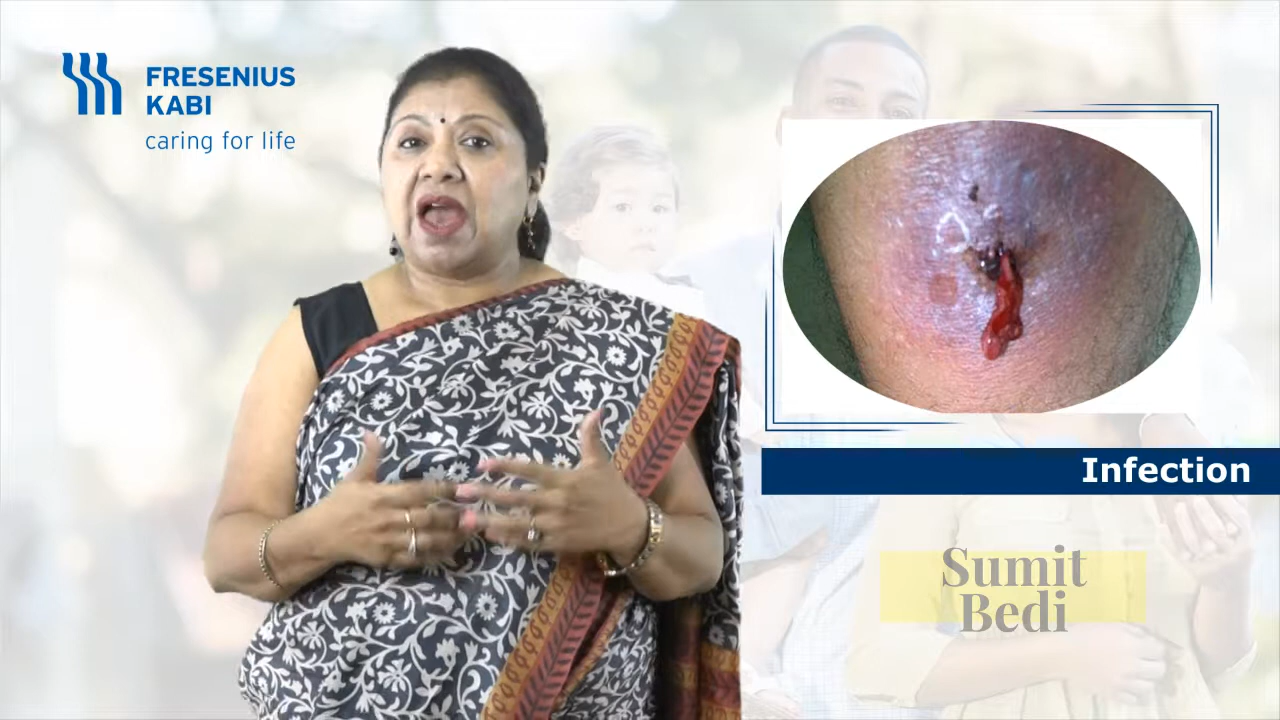 FRESENIUS
KABI
caring for life
Infection
Sumit
Bedi